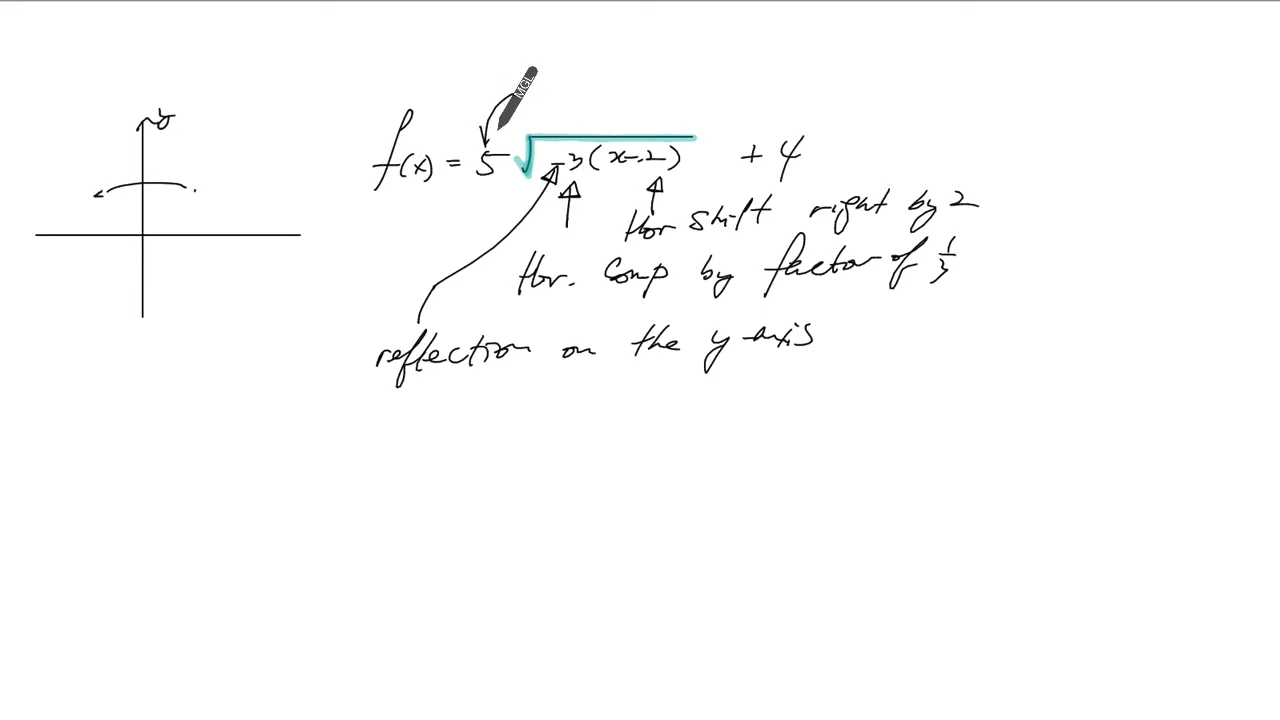 y
MGL
f(x) = 5 √-3(x-2) + 4
Hor shift right by 2
Hor. Comp by factor of 1/3
reflection on the y-axis